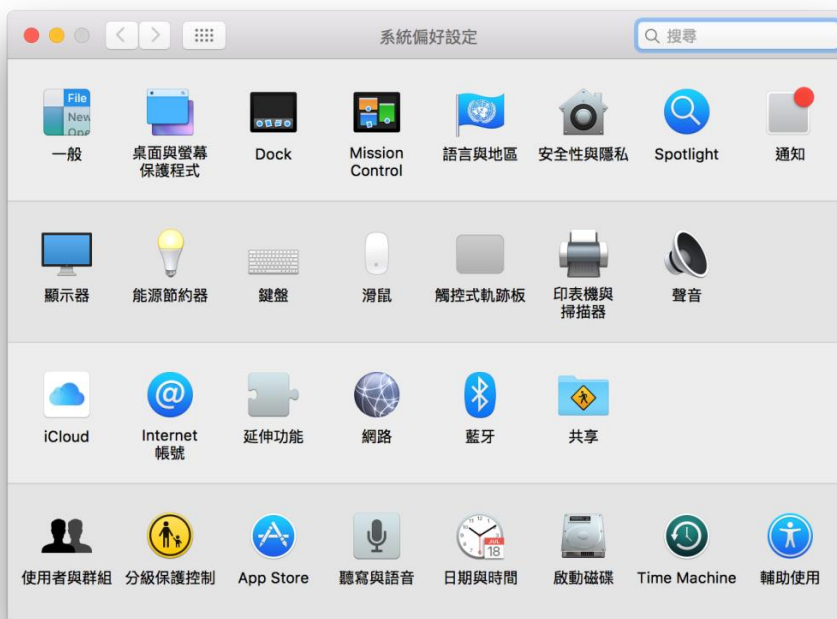 系統偏好設定
搜尋
File
New
One
一般
桌面與螢幕
保護程式
Dock
Mission
Control
語言與地區
安全性與隱私
Spotlight
通知
顯示器
能源節約器
鍵盤
滑鼠
觸控式軌跡板
印表機與
掃描器
聲音
iCloud
@
Internet
帳號
延伸功能
網路
藍牙
共享
使用者與群組
分級保護控制
App Store
聽寫與語音
JUL
18
日期與時間
啟動磁碟
Time Machine
輔助使用